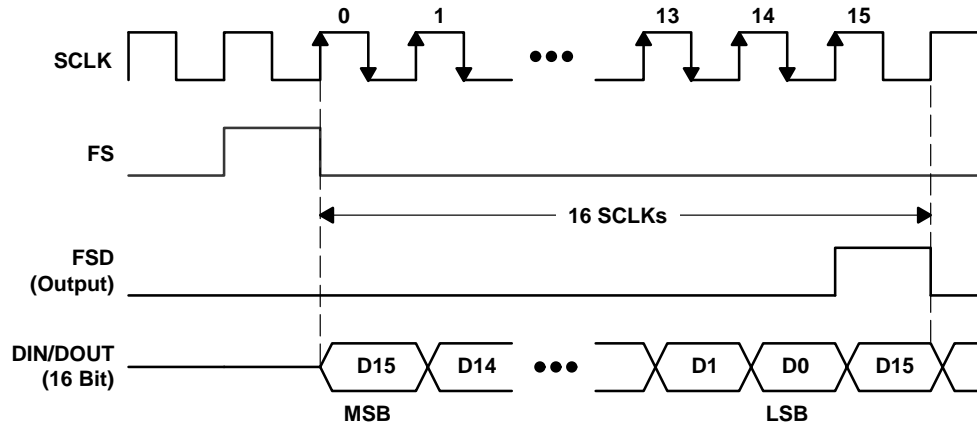 0 1 13 14 15
SCLK
FS
16 SCLKs
FSD
(Output)
DIN/DOUT
(16 Bit)
D15 D14 D1 D0 D15
MSB LSB